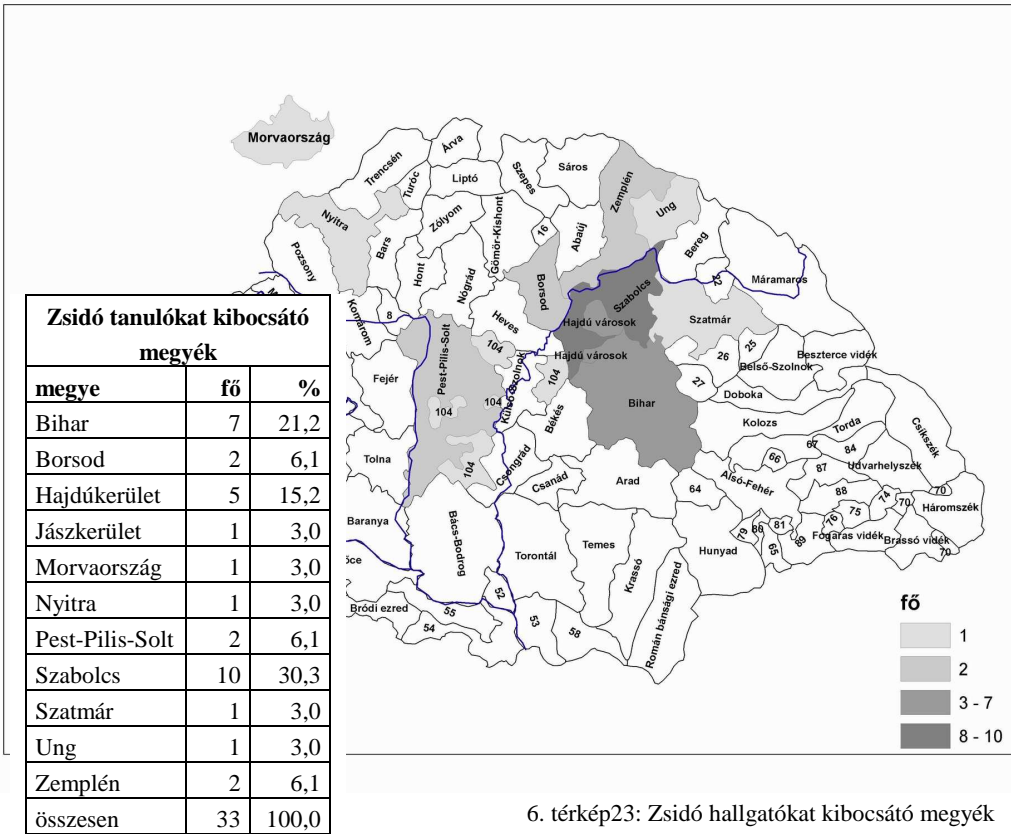 Morvaország
Árva
Trencsén
Turóc
Liptó
Szepes
Sáros
Zemplén
Ung
Nyitra
Bars
Zólyom
Gömör-Kishont
16
Abaúj
Bereg
Pozsony
Hont
Nógrád
Borsod
22
Máramaros
Komárom
8
Heves
Szabolcs
Hajdú városok
Szatmár
Pest-Pilis-Solt
104
Hajdú városok
26
25
Beszterce vidék
Belső-Szolnok
Fejér
Külső Szolnok
104
27
Doboka
104
104
Békés
Bihar
Kolozs
Torda
Csíkszék
67
84
Tolna
104
Csongrád
Csanád
Arad
66
Alsó-Fehér
87
Udvarhelyszék
64
88
74
70
70
Háromszék
Baranya
Bács-Bodrog
Torontál
Temes
Krassó
Hunyad
79
80
81
65
89
76
75
Fogaras vidék
Brassó vidék
70
őce
Bródi ezred
55
54
52
53
58
Román bánsági ezred
Zsidó tanulókat kibocsátó
megyék
megye fő %
Bihar 7 21,2
Borsod 2 6,1
Hajdúkerület 5 15,2
Jászkerület 1 3,0
Morvaország 1 3,0
Nyitra 1 3,0
Pest-Pilis-Solt 2 6,1
Szabolcs 10 30,3
Szatmár 1 3,0
Ung 1 3,0
Zemplén 2 6,1
összesen 33 100,0
fő
1
2
3 - 7
8 - 10
6. térkép23: Zsidó hallgatókat kibocsátó megyék